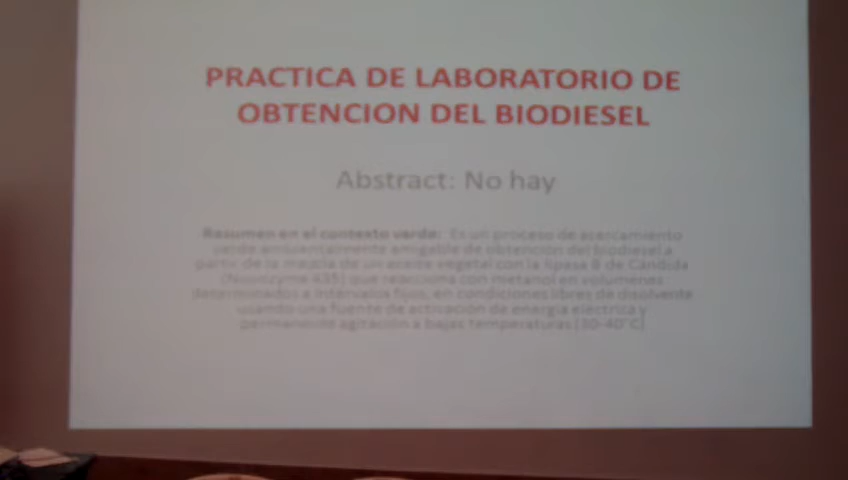 PRACTICA DE LABORATORIO DE
OBTENCION DEL BIODIESEL
Abstract: No hay
Resumen en el contexto verde: Es un proceso de acercamiento
verde ambientalmente amigable de obtención del biodiesel a
partir de la mezcla de un aceite vegetal con la lipasa B de Cándida
(Novozyme 435) que reacciona con metanol en volúmenes
determinados a intervalos fijos, en condiciones libres de disolvente
usando una fuente de activación de energía eléctrica y
permanente agitación a bajas temperaturas (30-40°C)